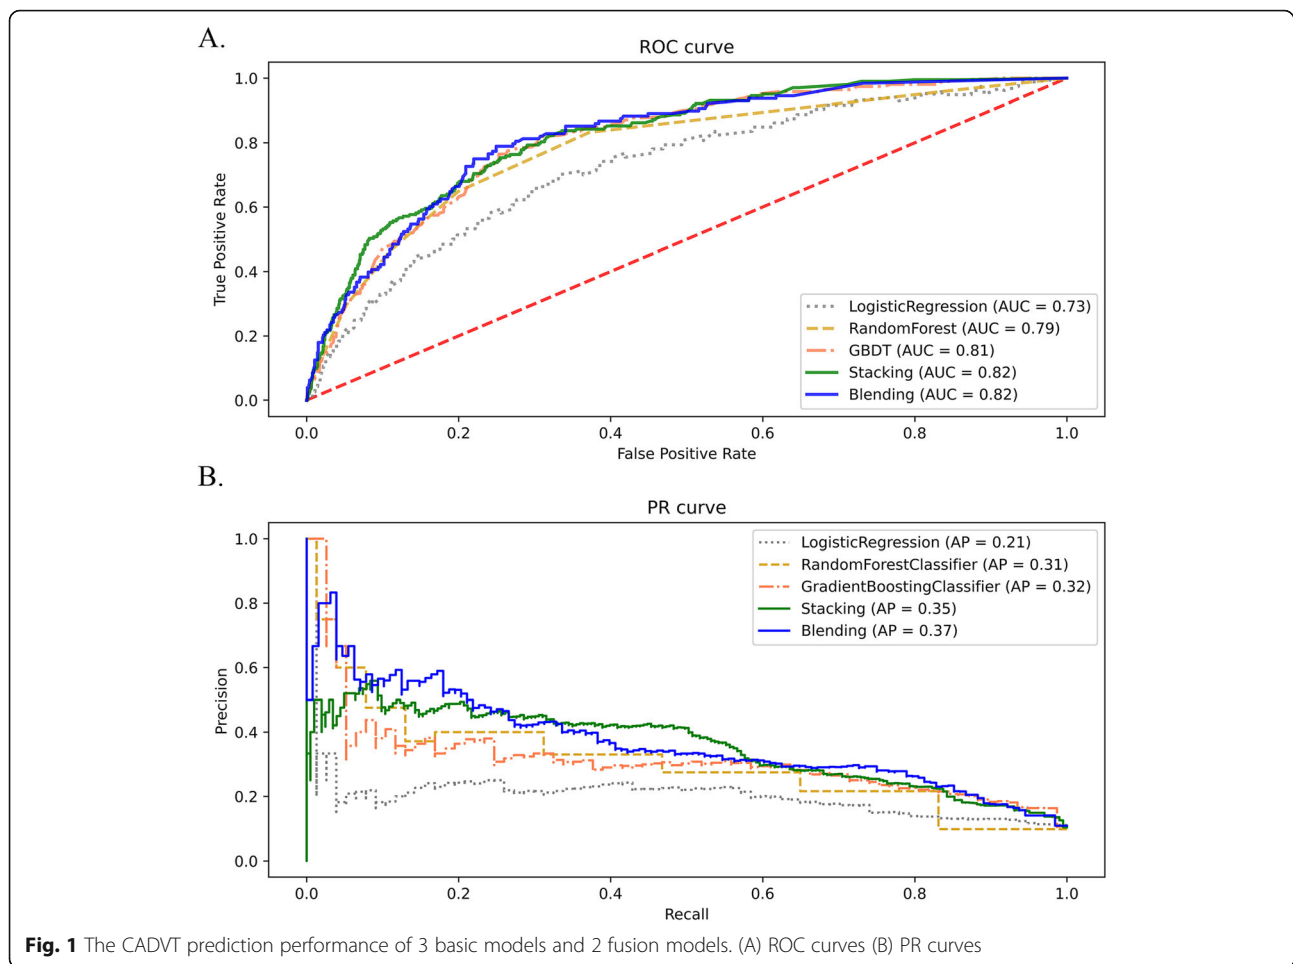 A.
ROC curve
1.0
0.8
0.6
0.4
0.2
0.0
True Positive Rate
LogisticRegression (AUC = 0.73)
RandomForest (AUC = 0.79)
GBDT (AUC = 0.81)
Stacking (AUC = 0.82)
Blending (AUC = 0.82)
0.0 0.2 0.4 0.6 0.8 1.0
False Positive Rate
B.
PR curve
1.0
0.8
0.6
0.4
0.2
0.0
Precision
LogisticRegression (AP = 0.21)
RandomForestClassifier (AP = 0.31)
GradientBoostingClassifier (AP = 0.32)
Stacking (AP = 0.35)
Blending (AP = 0.37)
0.0 0.2 0.4 0.6 0.8 1.0
Recall
Fig. 1 The CADVT prediction performance of 3 basic models and 2 fusion models. (A) ROC curves (B) PR curves